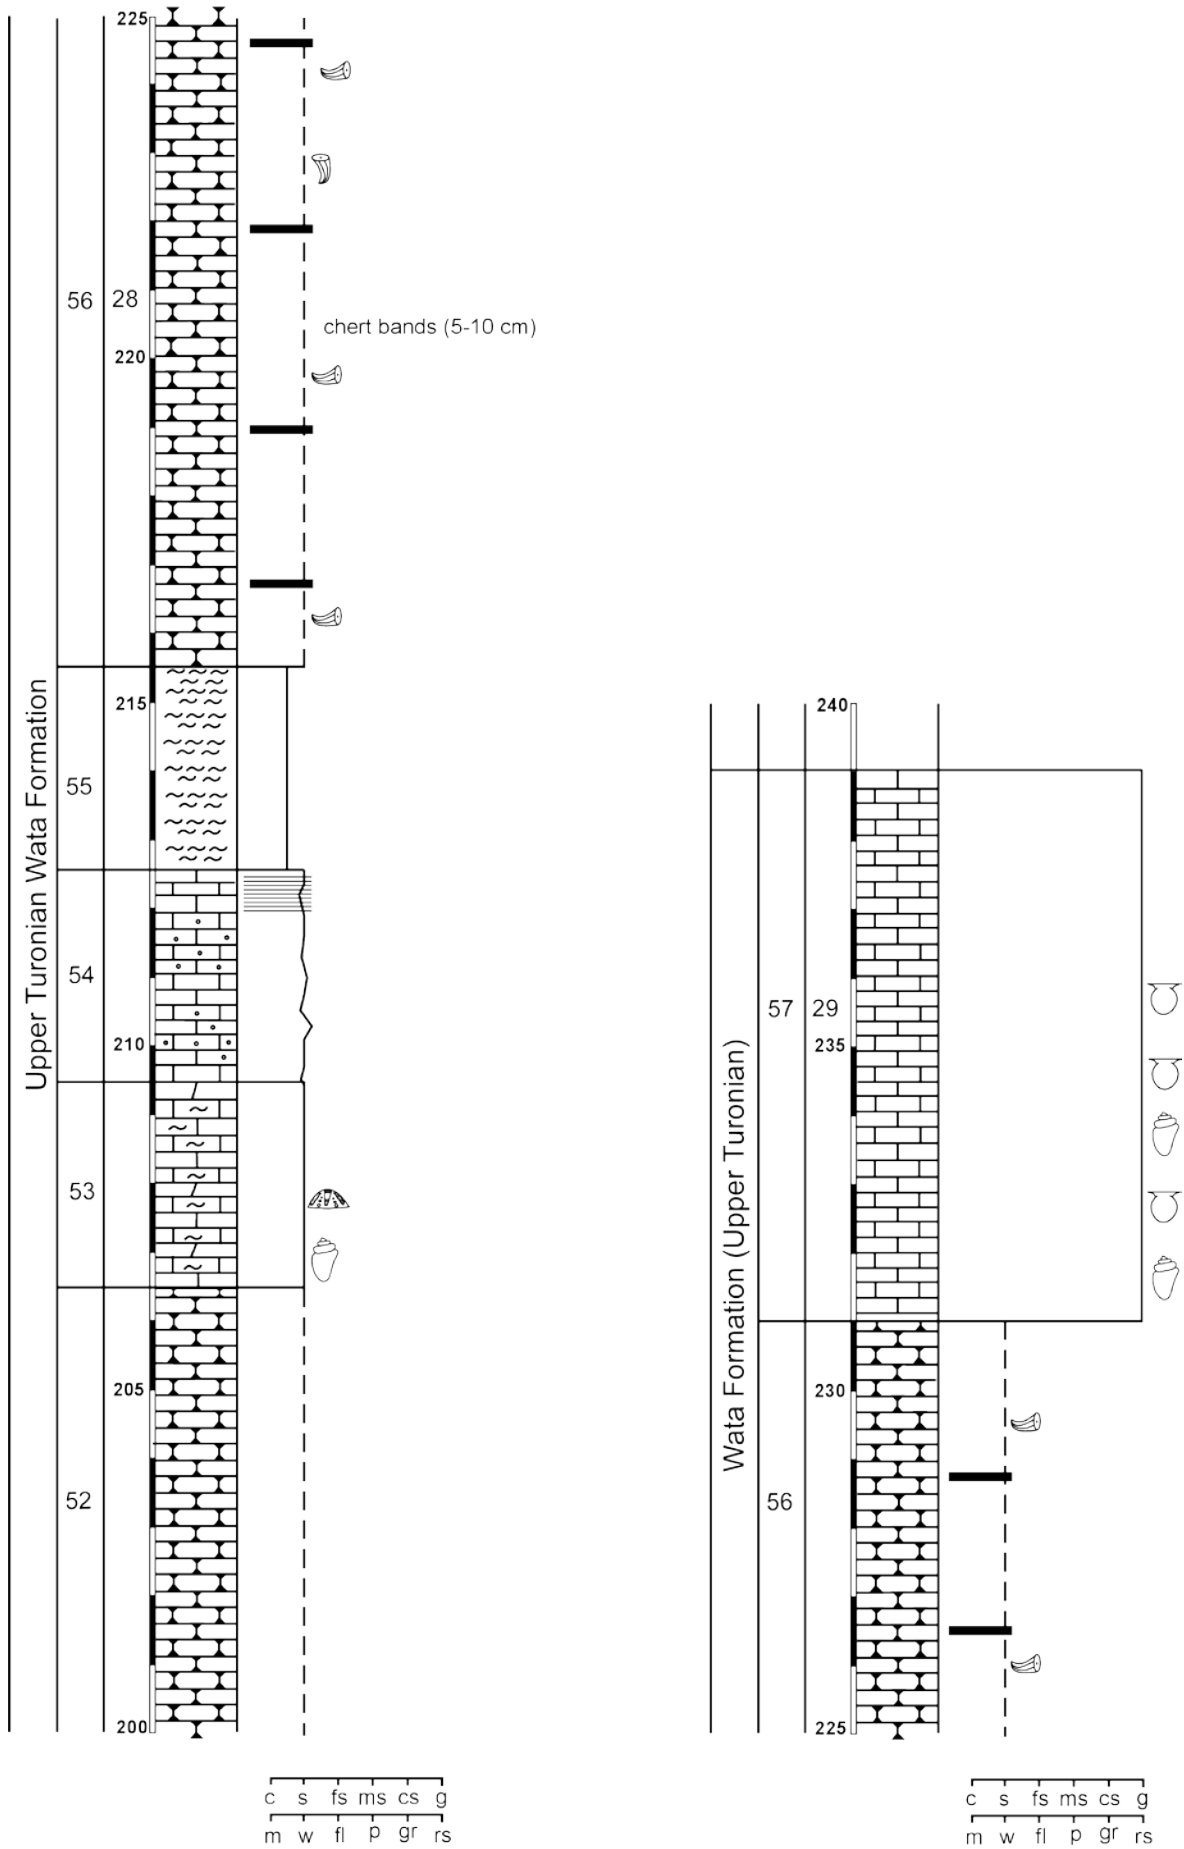 Upper Turonian Wata Formation
225
56
28
chert bands (5-10 cm)
220
215
55
54
210
53
205
52
200
c s fs ms cs g
m w fl p gr rs
Wata Formation (Upper Turonian)
240
57
29
235
230
56
225
c s fs ms cs g
m w fl p gr rs